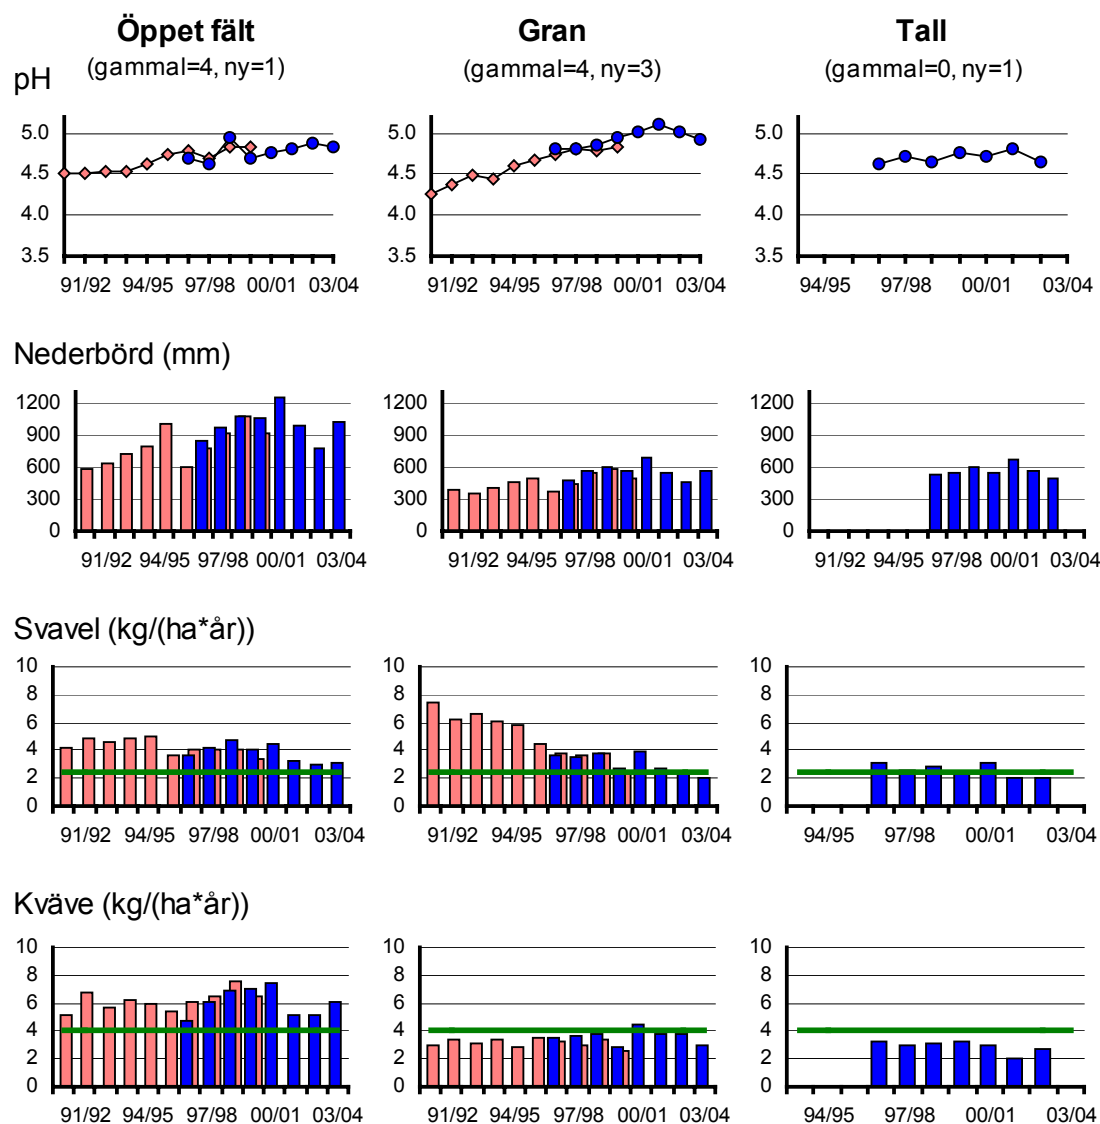 Öppet fält Gran Tall
(gammal=4, ny=1) (gammal=4, ny=3) (gammal=0, ny=1)
pH
5.0 5.0 5.0
4.5 4.5 4.5
4.0 4.0 4.0
3.5 3.5 3.5
91/92 94/95 97/98 00/01 03/04 91/92 94/95 97/98 00/01 03/04 94/95 97/98 00/01 03/04
Nederbörd (mm)
1200 1200 1200
900 900 900
600 600 600
300 300 300
0 0 0
91/92 94/95 97/98 00/01 03/04 91/92 94/95 97/98 00/01 03/04 91/92 94/95 97/98 00/01 03/04
Svavel (kg/(ha*år))
10 10 10
8 8 8
6 6 6
4 4 4
2 2 2
0 0 0
91/92 94/95 97/98 00/01 03/04 91/92 94/95 97/98 00/01 03/04 94/95 97/98 00/01 03/04
Kväve (kg/(ha*år))
10 10 10
8 8 8
6 6 6
4 4 4
2 2 2
0 0 0
91/92 94/95 97/98 00/01 03/04 91/92 94/95 97/98 00/01 03/04 94/95 97/98 00/01 03/04